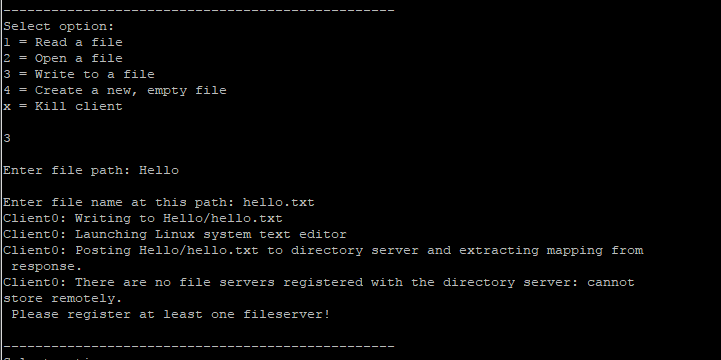 -------------------------------------------------
Select option:
1 = Read a file
2 = Open a file
3 = Write to a file
4 = Create a new, empty file
x = Kill client
3
Enter file path: Hello
Enter file name at this path: hello.txt
Client0: Writing to Hello/hello.txt
Client0: Launching Linux system text editor
Client0: Posting Hello/hello.txt to directory server and extracting mapping from
response.
Client0: There are no file servers registered with the directory server: cannot
store remotely.
Please register at least one fileserver!
-------------------------------------------------